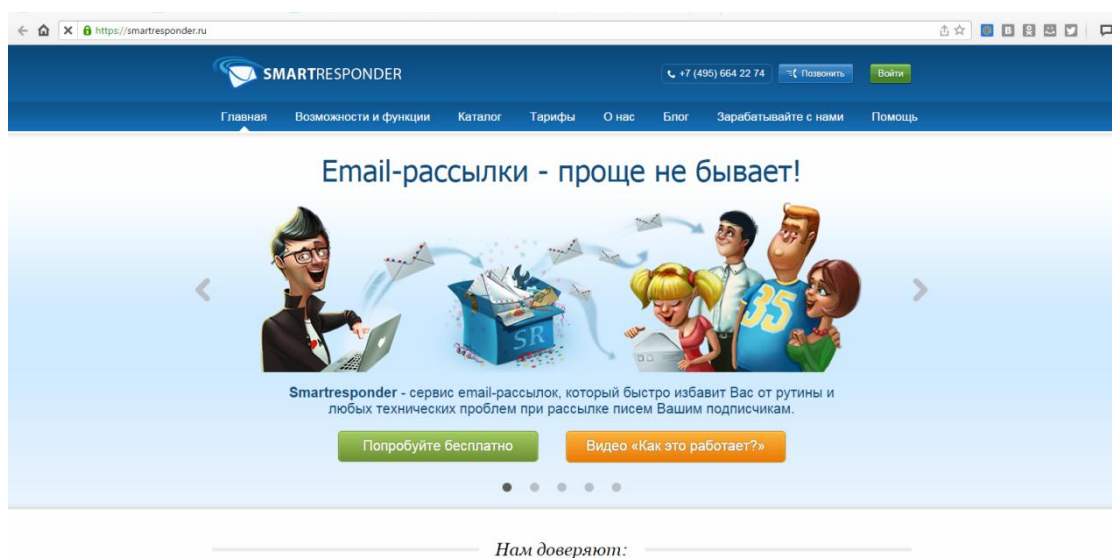 https://smartresponder.ru
SMARTRESPONDER
+7 (495) 664 22 74
Позвонить
Войти
Главная Возможности и функции Каталог Тарифы О нас Блог Зарабатывайте с нами Помощь
Email-рассылки - проще не бывает!
SR
35
Smartresponder - сервис email-рассылок, который быстро избавит Вас от рутины и
любых технических проблем при рассылке писем Вашим подписчикам.
Попробуйте бесплатно
Видео «Как это работает?»
Нам доверяют: